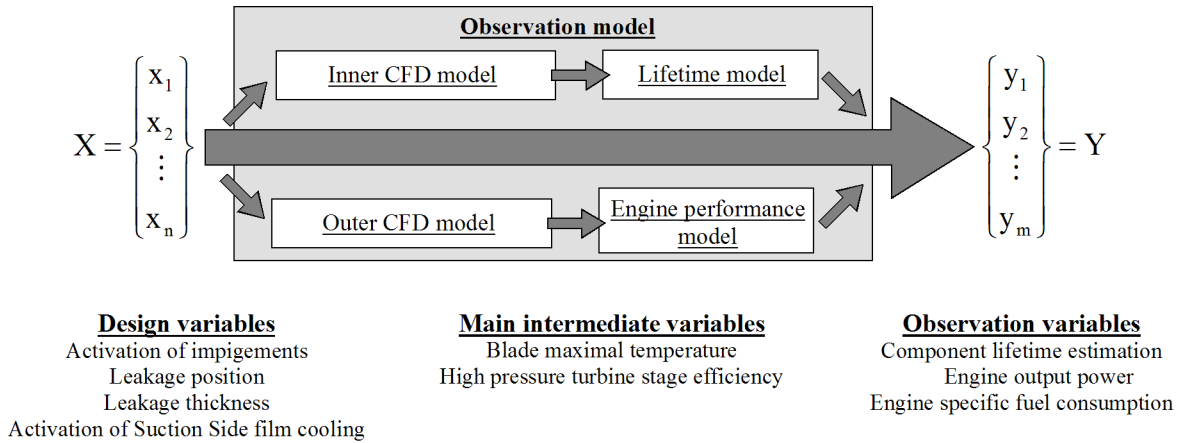 Observation model
Inner CFD model
Lifetime model
X =
x1
x2
⋮
xn
y1
y2
⋮
ym
= Y
Outer CFD model
Engine performance
model
Design variables
Activation of impigements
Leakage position
Leakage thickness
Activation of Suction Side film cooling
Main intermediate variables
Blade maximal temperature
High pressure turbine stage efficiency
Observation variables
Component lifetime estimation
Engine output power
Engine specific fuel consumption